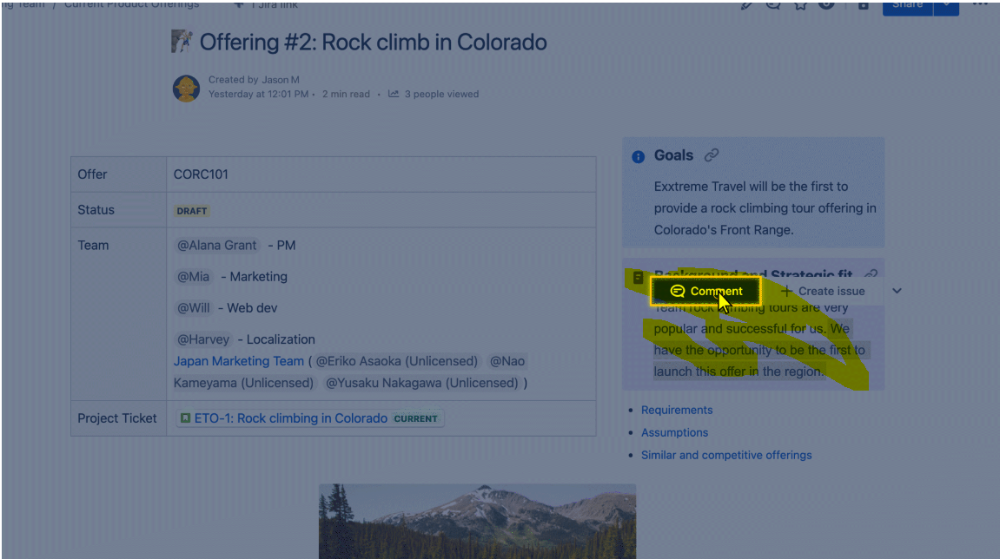 ng Team / Current Product Offerings 1 Jira link
Share
Offering #2: Rock climb in Colorado
Created by Jason M
Yesterday at 12:01 PM • 2 min read • 3 people viewed
Offer CORC101
Status DRAFT
Team @Alana Grant - PM
@Mia - Marketing
@Will - Web dev
@Harvey - Localization
Japan Marketing Team ( @Eriko Asaoka (Unlicensed) @Nao
Kameyama (Unlicensed) @Yusaku Nakagawa (Unlicensed) )
Project Ticket ETO-1: Rock climbing in Colorado CURRENT
Goals
Exxtreme Travel will be the first to
provide a rock climbing tour offering in
Colorado's Front Range.
Background and Strategic fit
Comment Create issue
Team rock climbing tours are very
popular and successful for us. We
have the opportunity to be the first to
launch this offer in the region.
• Requirements
• Assumptions
• Similar and competitive offerings